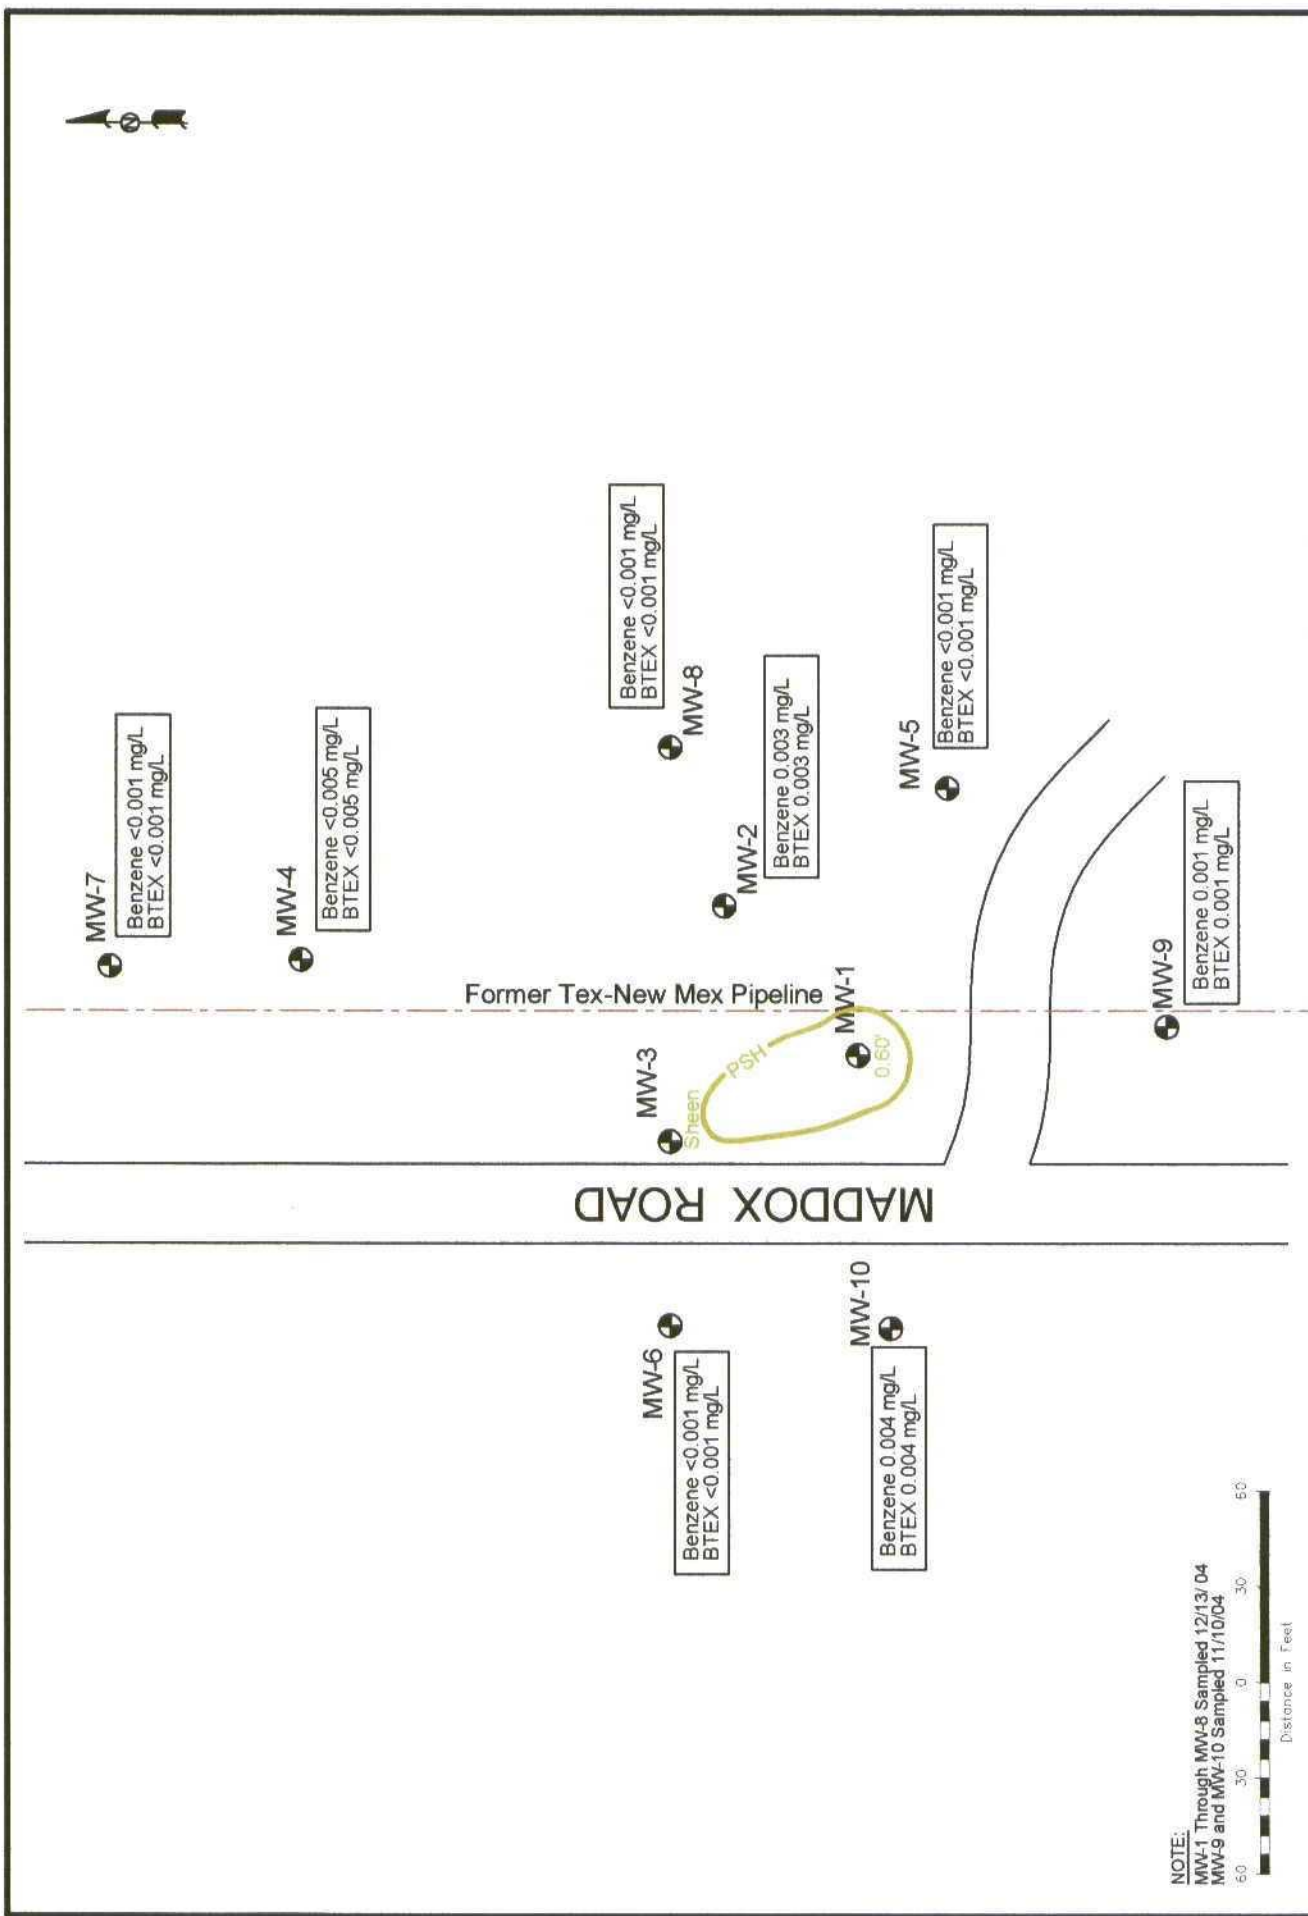 N
MW-7
Benzene <0.001 mg/L
BTEX <0.001 mg/L
MW-4
Benzene <0.005 mg/L
BTEX <0.005 mg/L
Benzene <0.001 mg/L
BTEX <0.001 mg/L
MW-8
MW-2
Benzene 0.003 mg/L
BTEX 0.003 mg/L
MW-5
Benzene <0.001 mg/L
BTEX <0.001 mg/L
Former Tex-New Mex Pipeline
MW-1
0.60'
PSH
MW-3
Sheen
MW-9
Benzene 0.001 mg/L
BTEX 0.001 mg/L
MADDOX ROAD
MW-6
Benzene <0.001 mg/L
BTEX <0.001 mg/L
MW-10
Benzene 0.004 mg/L
BTEX 0.004 mg/L
NOTE:
MW-1 Through MW-8 Sampled 12/13/ 04
MW-9 and MW-10 Sampled 11/10/04
60 30 0 30 60
Distance in Feet